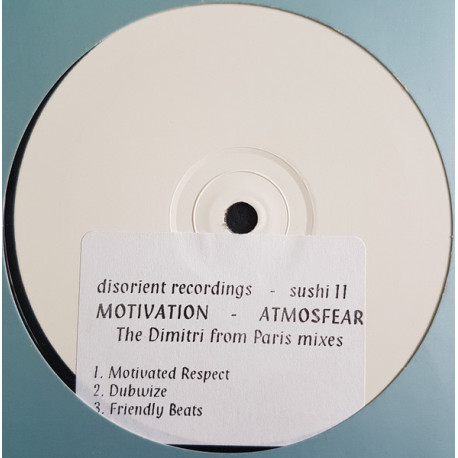 disorient recordings - sushi 11
MOTIVATION - ATMOSFEAR
The Dimitri from Paris mixes
1. Motivated Respect
2. Dubwize
3. Friendly Beats